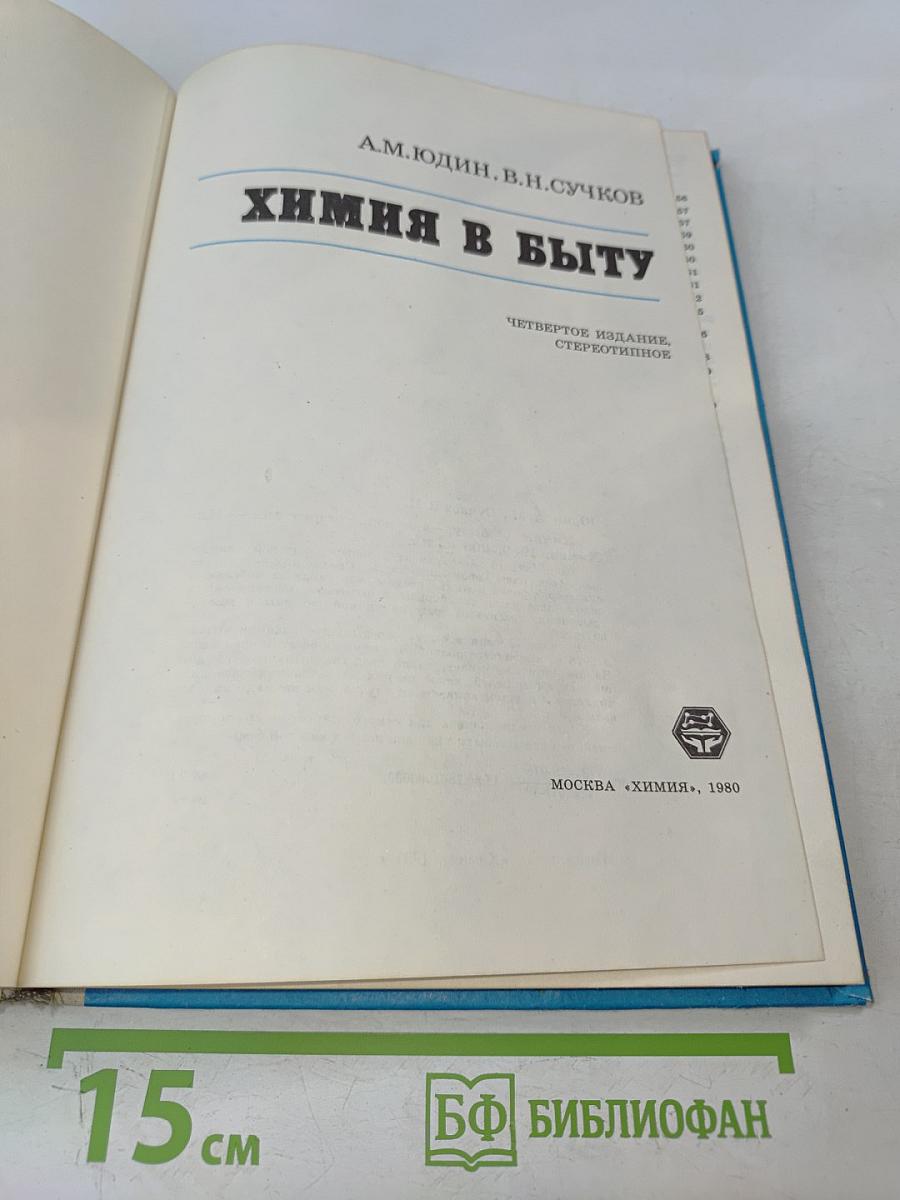 А.М.ЮДИН.В.Н.СУЧКОВ
ХИМИЯ В БЫТУ
ЧЕТВЕРТОЕ ИЗДАНИЕ,
СТЕРЕОТИПНОЕ
МОСКВА «ХИМИЯ», 1980
15 см
БФ БИБЛИОФАН